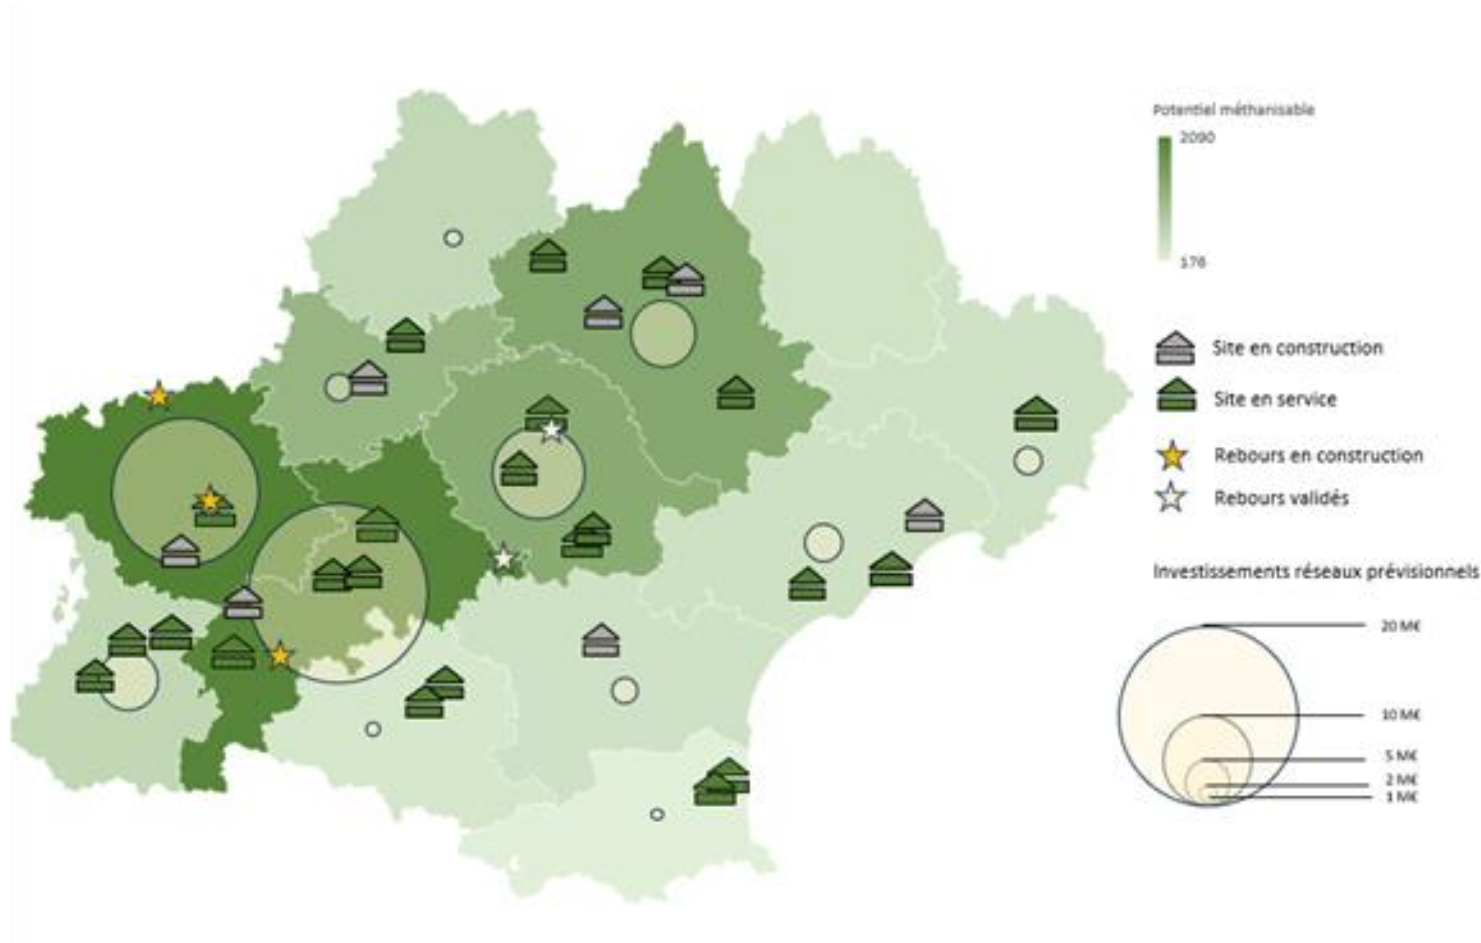 Potentiel méthanisable
2090
178
Site en construction
Site en service
Rebours en construction
Rebours validés
Investissements réseaux prévisionnels
20 M€
10 M€
5 M€
2 M€
1 M€